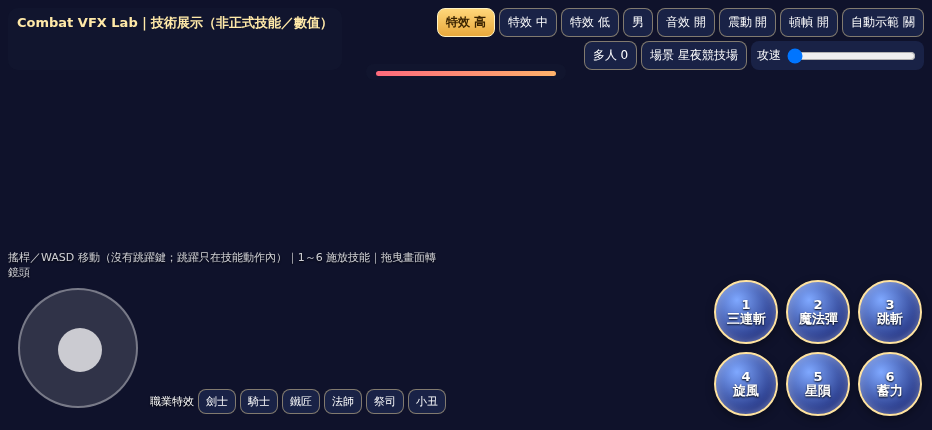 Combat VFX Lab｜技術展示（非正式技能／數值）
特效 高
特效 中
特效 低
男
音效 開
震動 開
頓幀 開
自動示範 關
多人 0
場景 星夜競技場
攻速
搖桿／WASD 移動（沒有跳躍鍵；跳躍只在技能動作內）｜1～6 施放技能｜拖曳畫面轉
鏡頭
1
三連斬
2
魔法彈
3
跳斬
4
旋風
5
星隕
6
蓄力
職業特效
劍士
騎士
鐵匠
法師
祭司
小丑